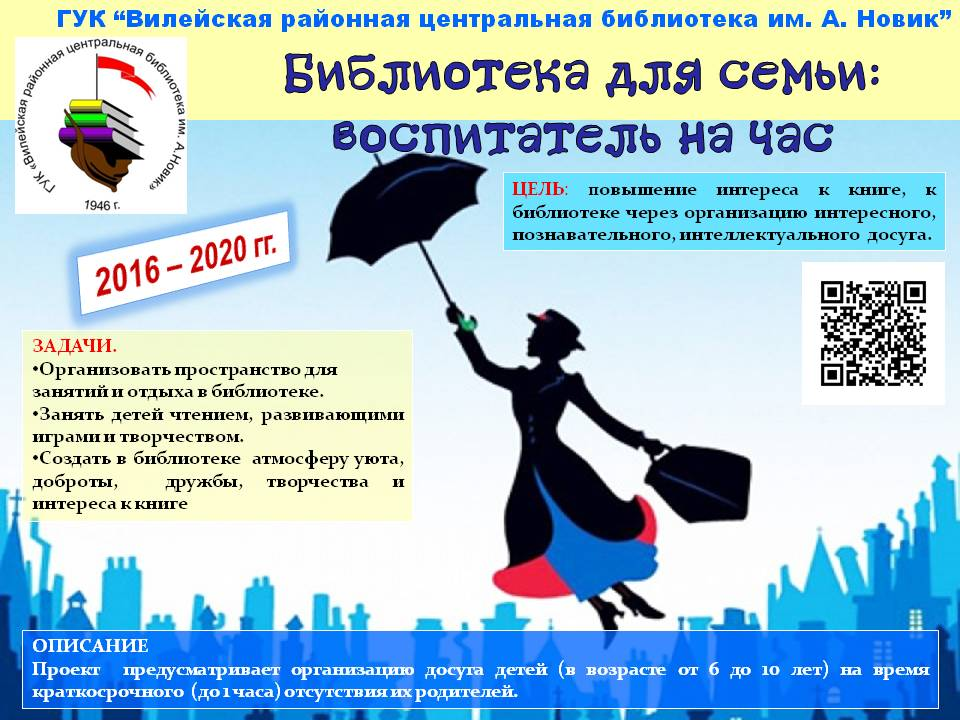 ГУК “Вилейская районная центральная библиотека им. А. Новик”
Библиотека для семьи:
воспитатель на час
ГУК «Вилейская районная центральная библиотека им. А. Новик»
1946 г.
ЦЕЛЬ: повышение интереса к книге, к
библиотеке через организацию интересного,
познавательного, интеллектуального досуга.
2016 – 2020 гг.
ЗАДАЧИ.
•Организовать пространство для
занятий и отдыха в библиотеке.
•Занять детей чтением, развивающими
играми и творчеством.
•Создать в библиотеке атмосферу уюта,
доброты, дружбы, творчества и
интереса к книге
ОПИСАНИЕ
Проект предусматривает организацию досуга детей (в возрасте от 6 до 10 лет) на время
краткосрочного (до 1 часа) отсутствия их родителей.